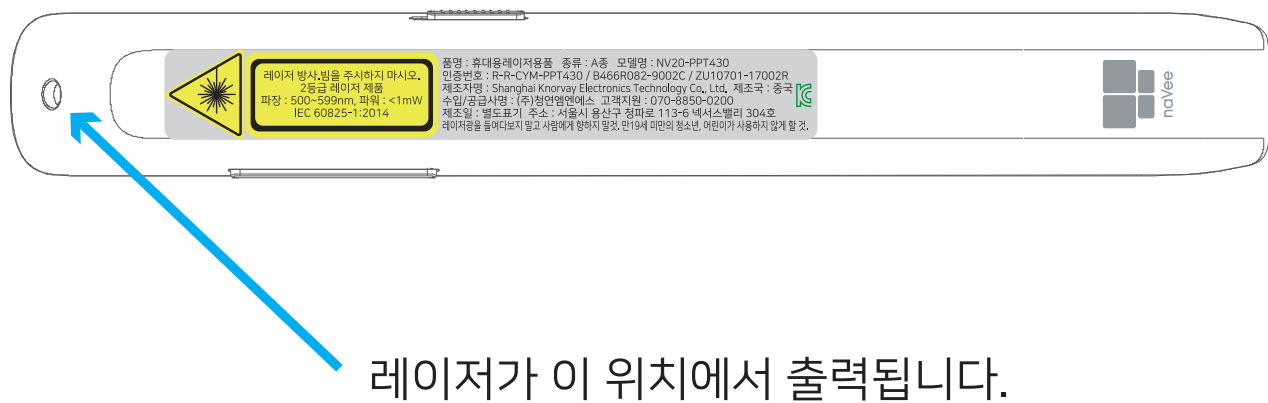 레이저 방사.빔을 주시하지 마시오.
2등급 레이저 제품
파장 : 500~599nm, 파워 : <1mW
IEC 60825-1:2014
품명 : 휴대용레이저용품 종류 : A종 모델명 : NV20-PPT430
인증번호 : R-R-CYM-PPT430 / B466R082-9002C / ZU10701-17002R
제조자명 : Shanghai Knorvay Electronics Technology Co., Ltd. 제조국 : 중국
수입/공급사명 : (주)청연엠엔에스 고객지원 : 070-8850-0200
제조일 : 별도표기 주소 : 서울시 용산구 청파로 113-6 넥서스밸리 304호
레이저광을 들여다보지 말고 사람에게 향하지 말것. 만19세 미만의 청소년, 어린이가 사용하지 않게 할 것.
naVee
레이저가 이 위치에서 출력됩니다.